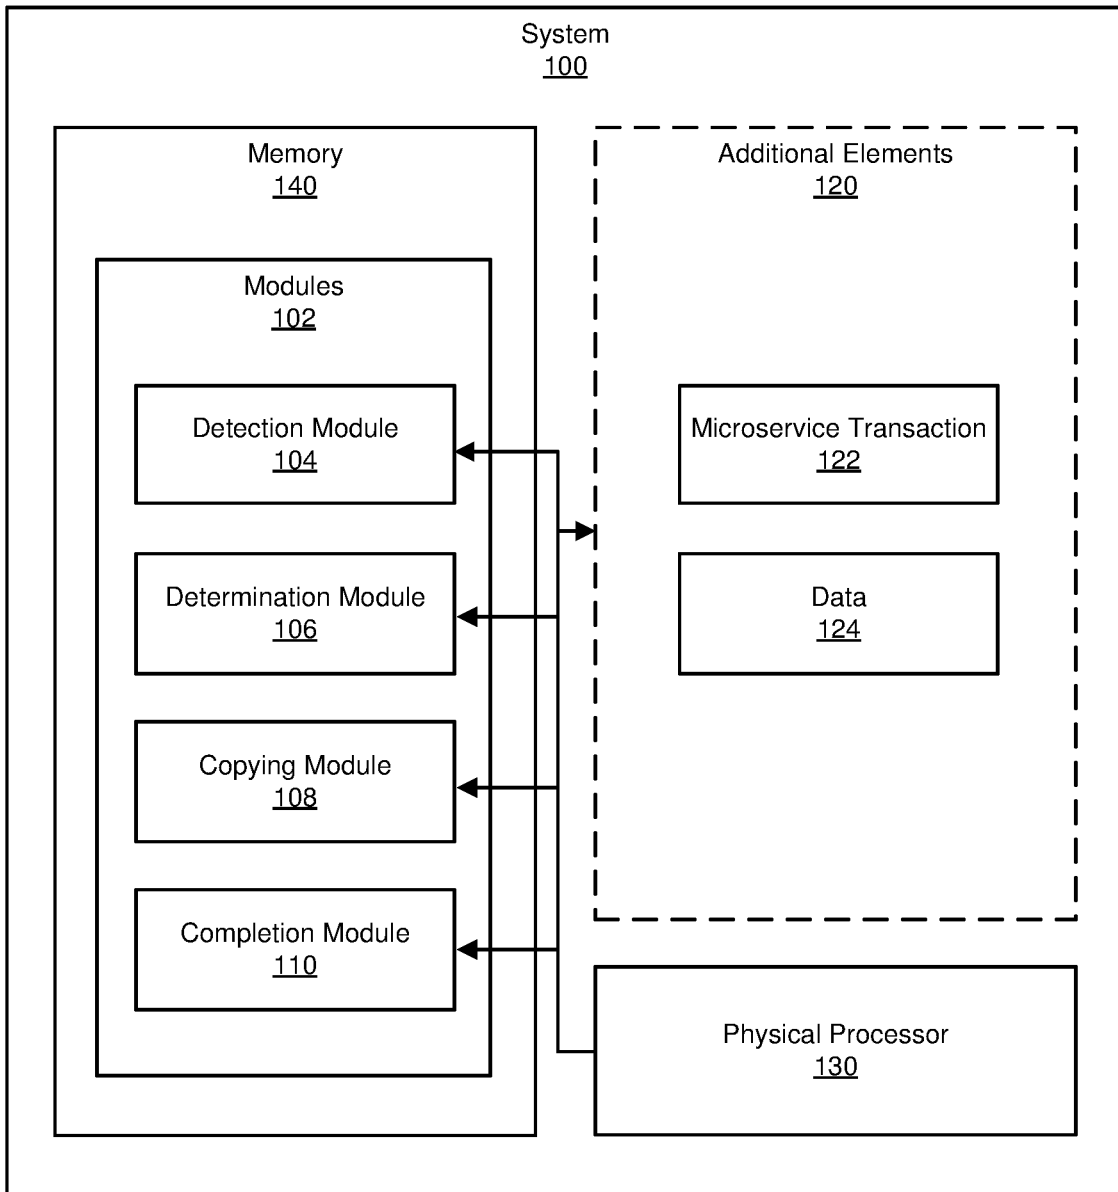 System
100
Memory
140
Modules
102
Detection Module
104
Determination Module
106
Copying Module
108
Completion Module
110
Additional Elements
120
Microservice Transaction
122
Data
124
Physical Processor
130